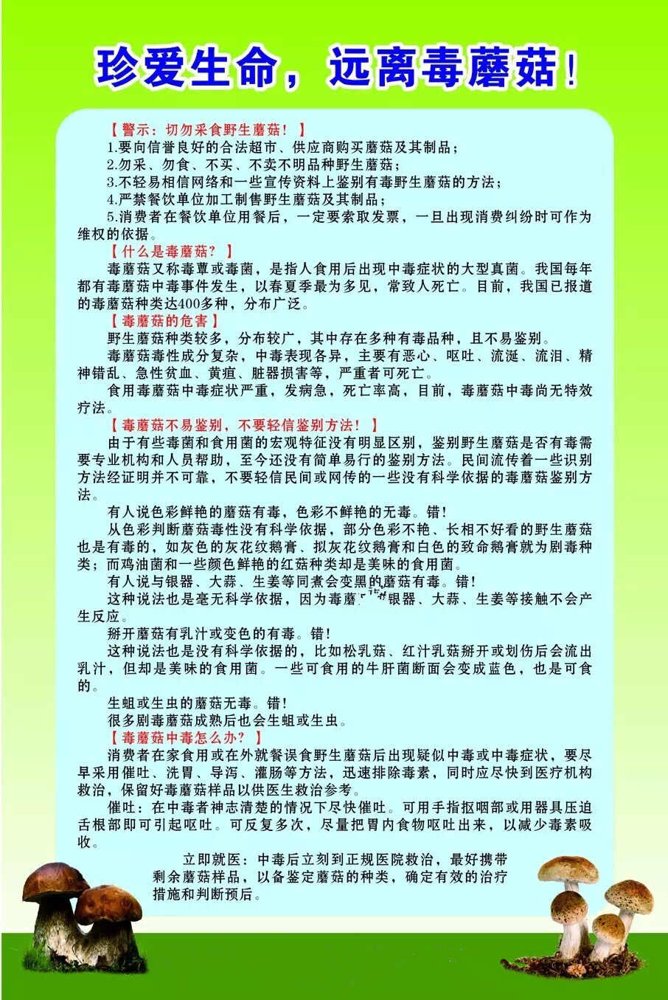 珍爱生命，远离毒蘑菇！
【警示：切勿采食野生蘑菇！】
1.要向信誉良好的合法超市、供应商购买蘑菇及其制品；
2.勿采、勿食、不买、不卖不明品种野生蘑菇；
3.不轻易相信网络和一些宣传资料上鉴别有毒野生蘑菇的方法；
4.严禁餐饮单位加工制售野生蘑菇及其制品；
5.消费者在餐饮单位用餐后，一定要索取发票，一旦出现消费纠纷时可作为
维权的依据。
【什么是毒蘑菇？】
毒蘑菇又称毒蕈或毒菌，是指人食用后出现中毒症状的大型真菌。我国每年
都有毒蘑菇中毒事件发生，以春夏季最为多见，常致人死亡。目前，我国已报道
的毒蘑菇种类达400多种，分布广泛。
【毒蘑菇的危害】
野生蘑菇种类较多，分布较广，其中存在多种有毒品种，且不易鉴别。
毒蘑菇毒性成分复杂，中毒表现各异，主要有恶心、呕吐、流涎、流泪、精
神错乱、急性贫血、黄疸、脏器损害等，严重者可死亡。
食用毒蘑菇中毒症状严重，发病急，死亡率高，目前，毒蘑菇中毒尚无特效
疗法。
【毒蘑菇不易鉴别，不要轻信鉴别方法！】
由于有些毒菌和食用菌的宏观特征没有明显区别，鉴别野生蘑菇是否有毒需
要专业机构和人员帮助，至今还没有简单易行的鉴别方法。民间流传着一些识别
方法经证明并不可靠，不要轻信民间或网传的一些没有科学依据的毒蘑菇鉴别方
法。
有人说色彩鲜艳的蘑菇有毒，色彩不鲜艳的无毒。错！
从色彩判断蘑菇毒性没有科学依据，部分色彩不艳、长相不好看的野生蘑菇
也是有毒的，如灰色的灰花纹鹅膏、拟灰花纹鹅膏和白色的致命鹅膏就为剧毒种
类；而鸡油菌和一些颜色鲜艳的红菇种类却是美味的食用菌。
有人说与银器、大蒜、生姜等同煮会变黑的蘑菇有毒。错！
这种说法也是毫无科学依据，因为毒蘑银器、大蒜、生姜等接触不会产
生反应。
掰开蘑菇有乳汁或变色的有毒。错！
这种说法也是没有科学依据的，比如松乳菇、红汁乳菇掰开或划伤后会流出
乳汁，但却是美味的食用菌。一些可食用的牛肝菌断面会变成蓝色，也是可食
的。
生蛆或生虫的蘑菇无毒。错！
很多剧毒蘑菇成熟后也会生蛆或生虫。
【毒蘑菇中毒怎么办？】
消费者在家食用或在外就餐误食野生蘑菇后出现疑似中毒或中毒症状，要尽
早采用催吐、洗胃、导泻、灌肠等方法，迅速排除毒素，同时应尽快到医疗机构
救治，保留好毒蘑菇样品以供医生救治参考。
催吐：在中毒者神志清楚的情况下尽快催吐。可用手指抠咽部或用器具压迫
舌根部即可引起呕吐。可反复多次，尽量把胃内食物呕吐出来，以减少毒素吸
收。
立即就医：中毒后立刻到正规医院救治，最好携带
剩余蘑菇样品，以备鉴定蘑菇的种类，确定有效的治疗
措施和判断预后。